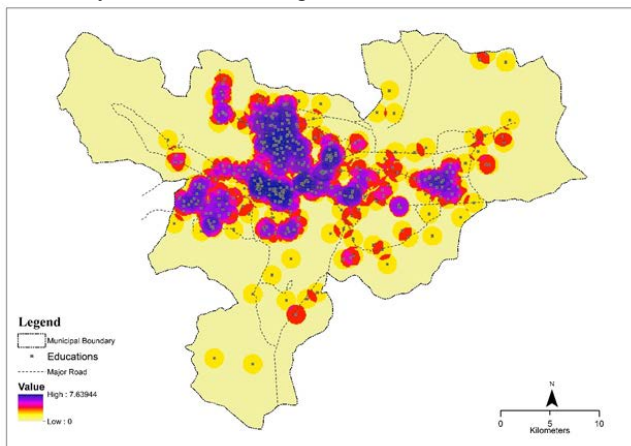 Legend
Municipal Boundary
Educations
Major Road
Value
High : 7.63944
Low : 0
N
0 5 10
Kilometers